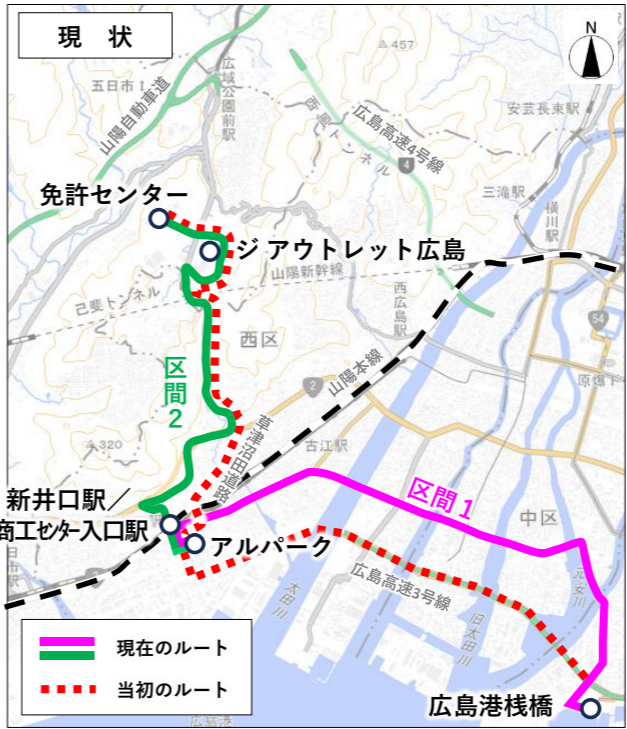 現 状
N
457
五日市
山陽自動車道
広域公園前駅
西風トンネル
広島高速4号線
4
安芸長束駅
三滝駅
横川駅
免許センター
ジ アウトレット広島
山陽新幹線
己斐トンネル
西広島駅
西区
54
原爆ド
区間2
2
山陽本線
320
草津沼田道路
古江駅
区間1
新井口駅/
商工センター入口駅
中区
アルパーク
日市駅
太田川
広島高速3号線
旧太田川
元安川
現在のルート
当初のルート
広島港桟橋
広島港